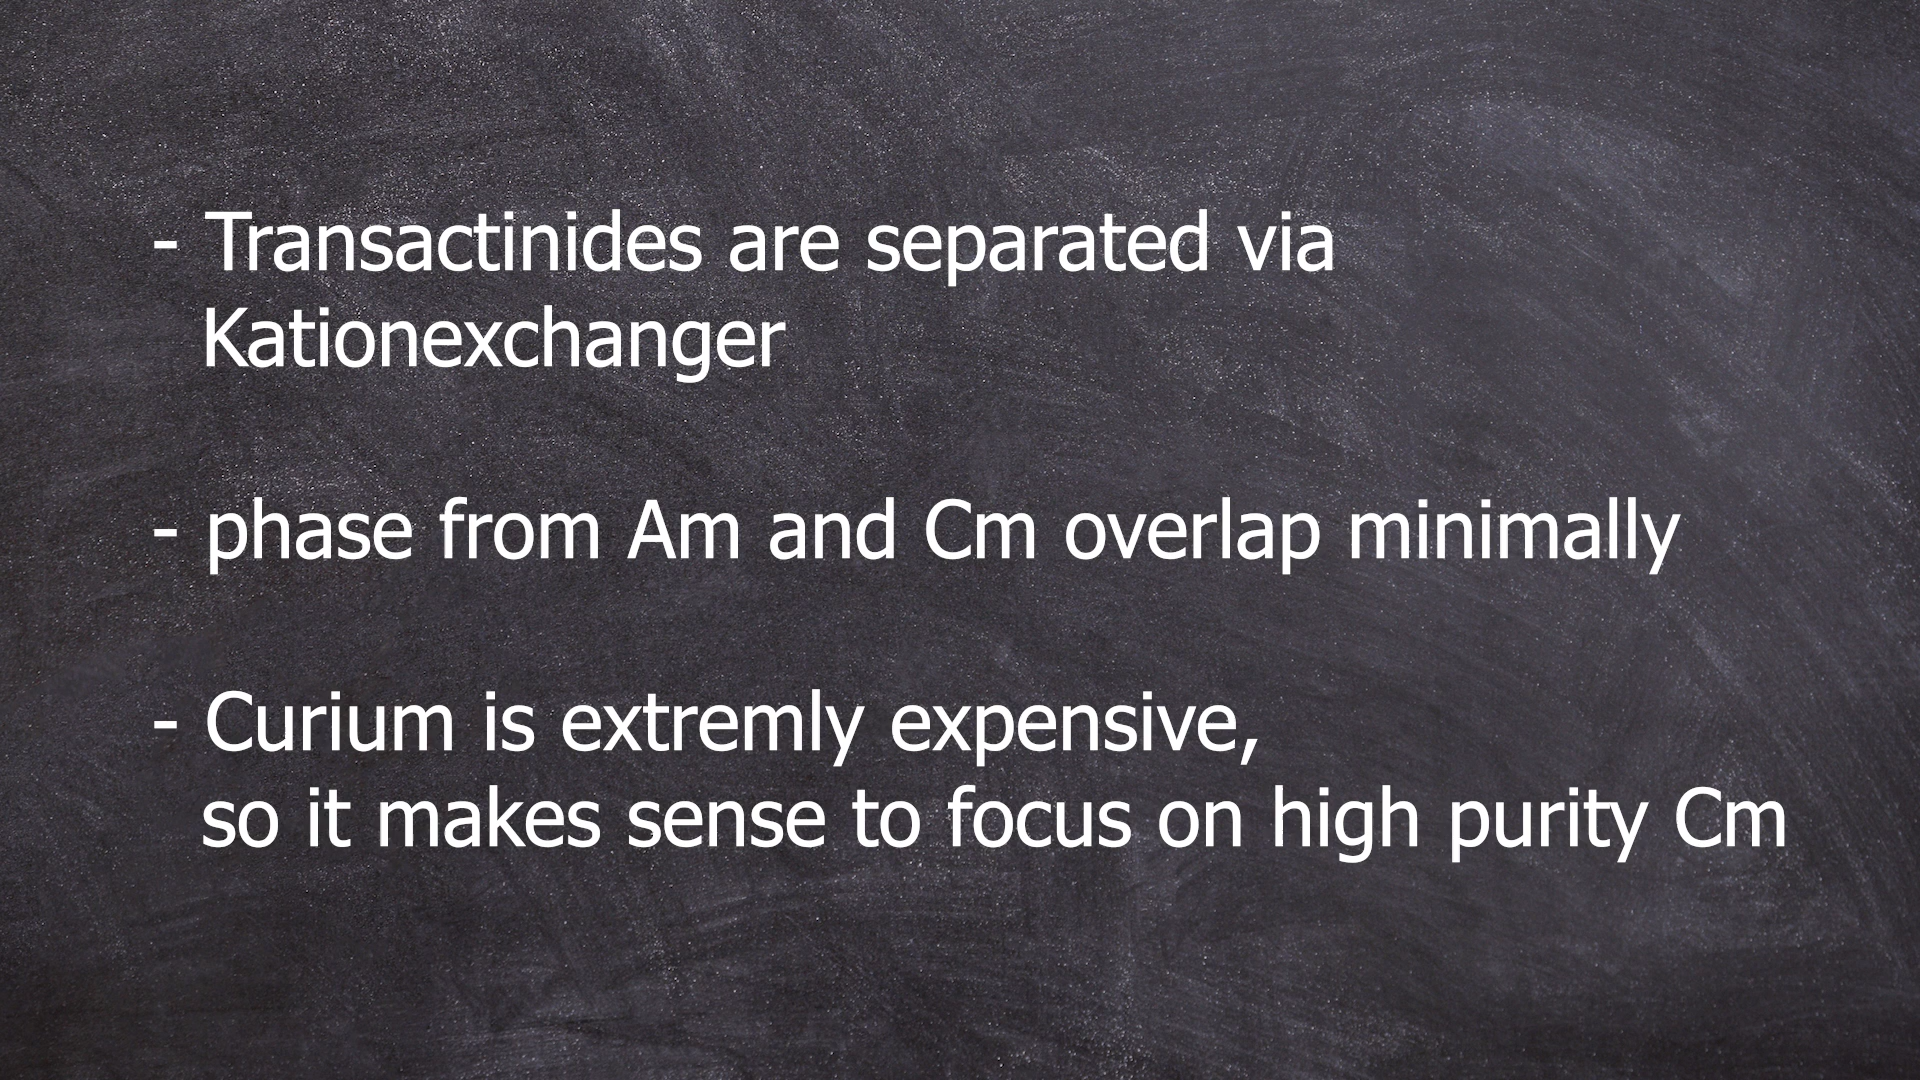 - Transactinides are separated via
Kationexchanger
- phase from Am and Cm overlap minimally
- Curium is extremly expensive,
so it makes sense to focus on high purity Cm